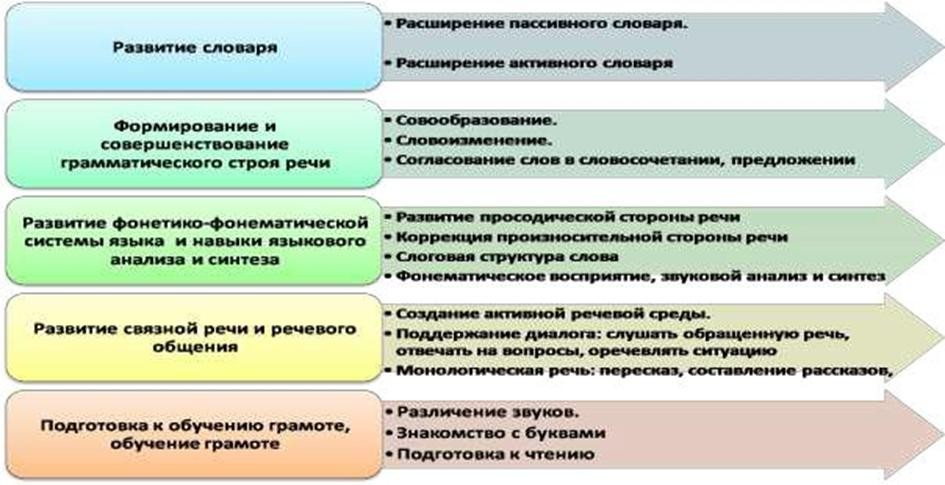 Развитие словаря
• Расширение пассивного словаря.
• Расширение активного словаря
Формирование и
совершенствование
грамматического строя речи
• Совообразование.
• Словоизменение.
• Согласование слов в словосочетании, предложении
Развитие фонетико-фонематической
системы языка и навыки языкового
анализа и синтеза
• Развитие просодической стороны речи
• Коррекция произносительной стороны речи
• Слоговая структура слова
• Фонематическое восприятие, звуковой анализ и синтез
Развитие связной речи и речевого
общения
• Создание активной речевой среды.
• Поддержание диалога: слушать обращенную речь,
отвечать на вопросы, оречевлять ситуацию
• Монологическая речь: пересказ, составление рассказов,
Подготовка к обучению грамоте,
обучение грамоте
• Различение звуков.
• Знакомство с буквами
• Подготовка к чтению